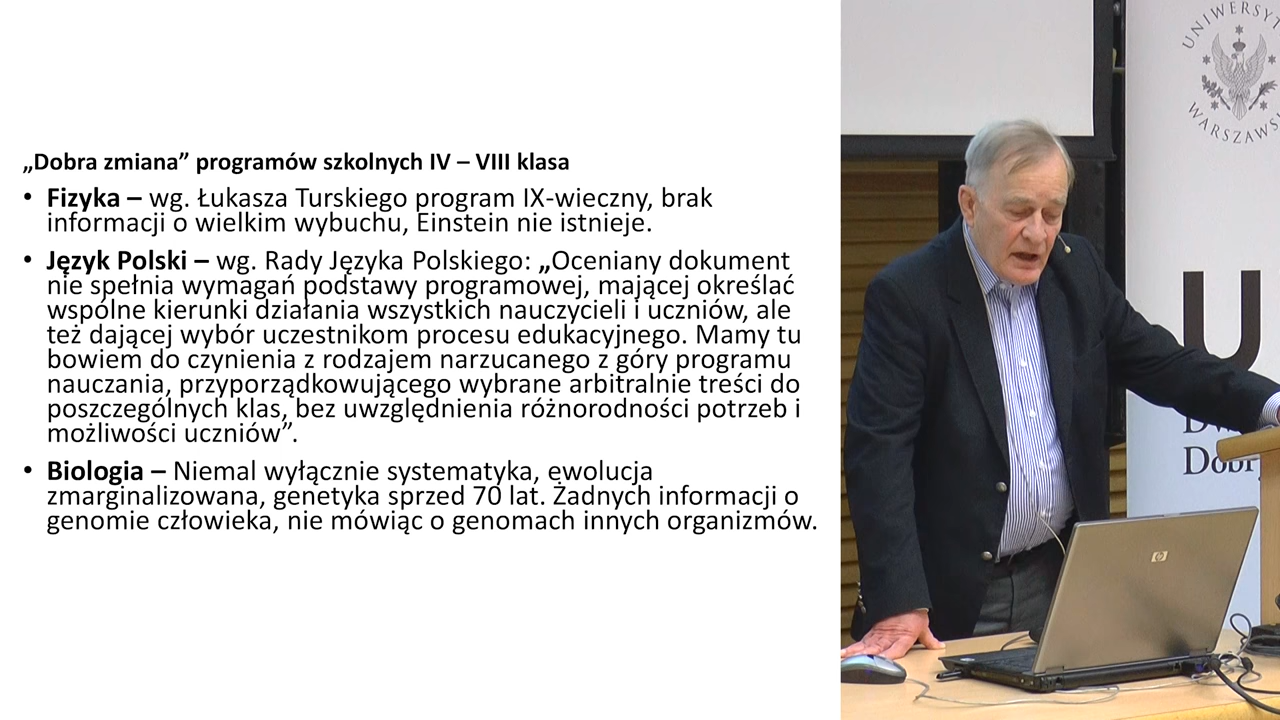 „Dobra zmiana” programów szkolnych IV – VIII klasa
• Fizyka – wg. Łukasza Turskiego program IX-wieczny, brak
informacji o wielkim wybuchu, Einstein nie istnieje.
• Język Polski – wg. Rady Języka Polskiego: „Oceniany dokument
nie spełnia wymagań podstawy programowej, mającej określać
wspólne kierunki działania wszystkich nauczycieli i uczniów, ale
też dającej wybór uczestnikom procesu edukacyjnego. Mamy tu
bowiem do czynienia z rodzajem narzucanego z góry programu
nauczania, przyporządkowującego wybrane arbitralnie treści do
poszczególnych klas, bez uwzględnienia różnorodności potrzeb i
możliwości uczniów”.
• Biologia – Niemal wyłącznie systematyka, ewolucja
zmarginalizowana, genetyka sprzed 70 lat. Żadnych informacji o
genomie człowieka, nie mówiąc o genomach innych organizmów.
UNIWERSYT
WARSZAWS
U
hp